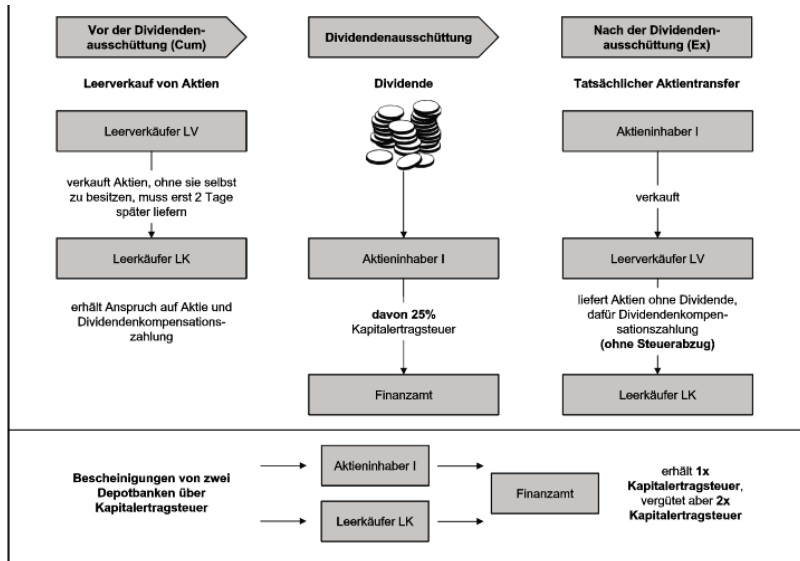 Vor der Dividenden-
ausschüttung (Cum)
Dividendenausschüttung
Nach der Dividenden-
ausschüttung (Ex)
Leerverkauf von Aktien
Dividende
Tatsächlicher Aktientransfer
Leerverkäufer LV
Aktieninhaber I
verkauft Aktien, ohne sie selbst
zu besitzen, muss erst 2 Tage
später liefern
verkauft
Leerkäufer LK
Aktieninhaber I
Leerverkäufer LV
erhält Anspruch auf Aktie und
Dividendenkompensations-
zahlung
davon 25%
Kapitalertragsteuer
liefert Aktien ohne Dividende,
dafür Dividendenkompen-
sationszahlung
(ohne Steuerabzug)
Finanzamt
Leerkäufer LK
Bescheinigungen von zwei
Depotbanken über
Kapitalertragsteuer
Aktieninhaber I
Leerkäufer LK
Finanzamt
erhält 1x
Kapitalertragsteuer,
vergütet aber 2x
Kapitalertragsteuer